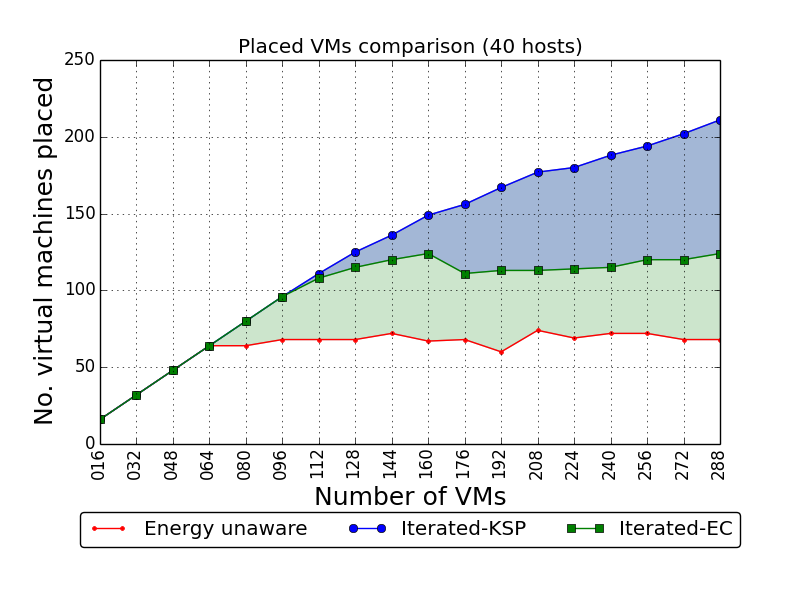 Placed VMs comparison (40 hosts)
No. virtual machines placed
250
200
150
100
50
0
016 032 048 064 080 096 112 128 144 160 176 192 208 224 240 256 272 288
Number of VMs
Energy unaware Iterated-KSP Iterated-EC